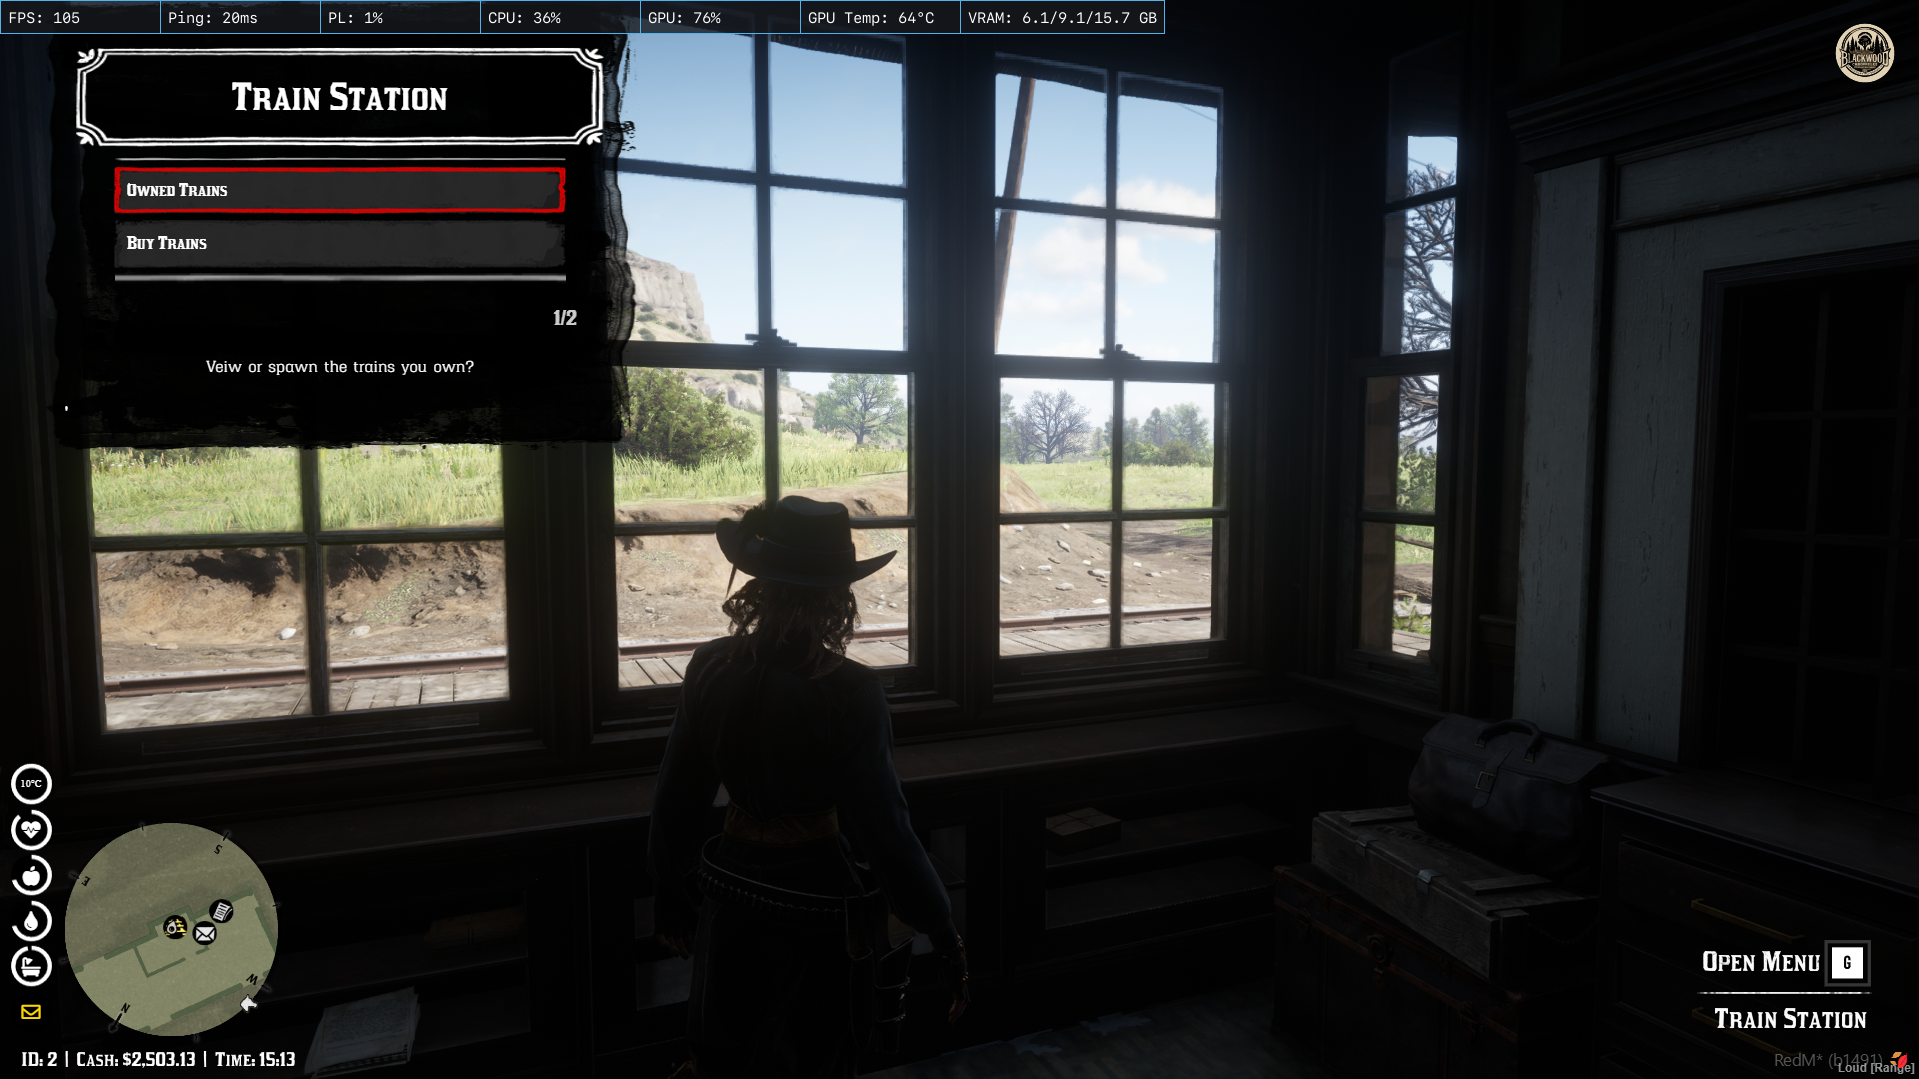 FPS: 105 Ping: 20ms PL: 1% CPU: 36% GPU: 76% GPU Temp: 64°C VRAM: 6.1/9.1/15.7 GB
BLACKWOOD
Train Station
Owned Trains
Buy Trains
1/2
Veiw or spawn the trains you own?
10°C
S
E
W
N
Open Menu G
Train Station
ID: 2 | Cash: $2,503.13 | Time: 15:13
RedM* (b1491)
Loud [Range]